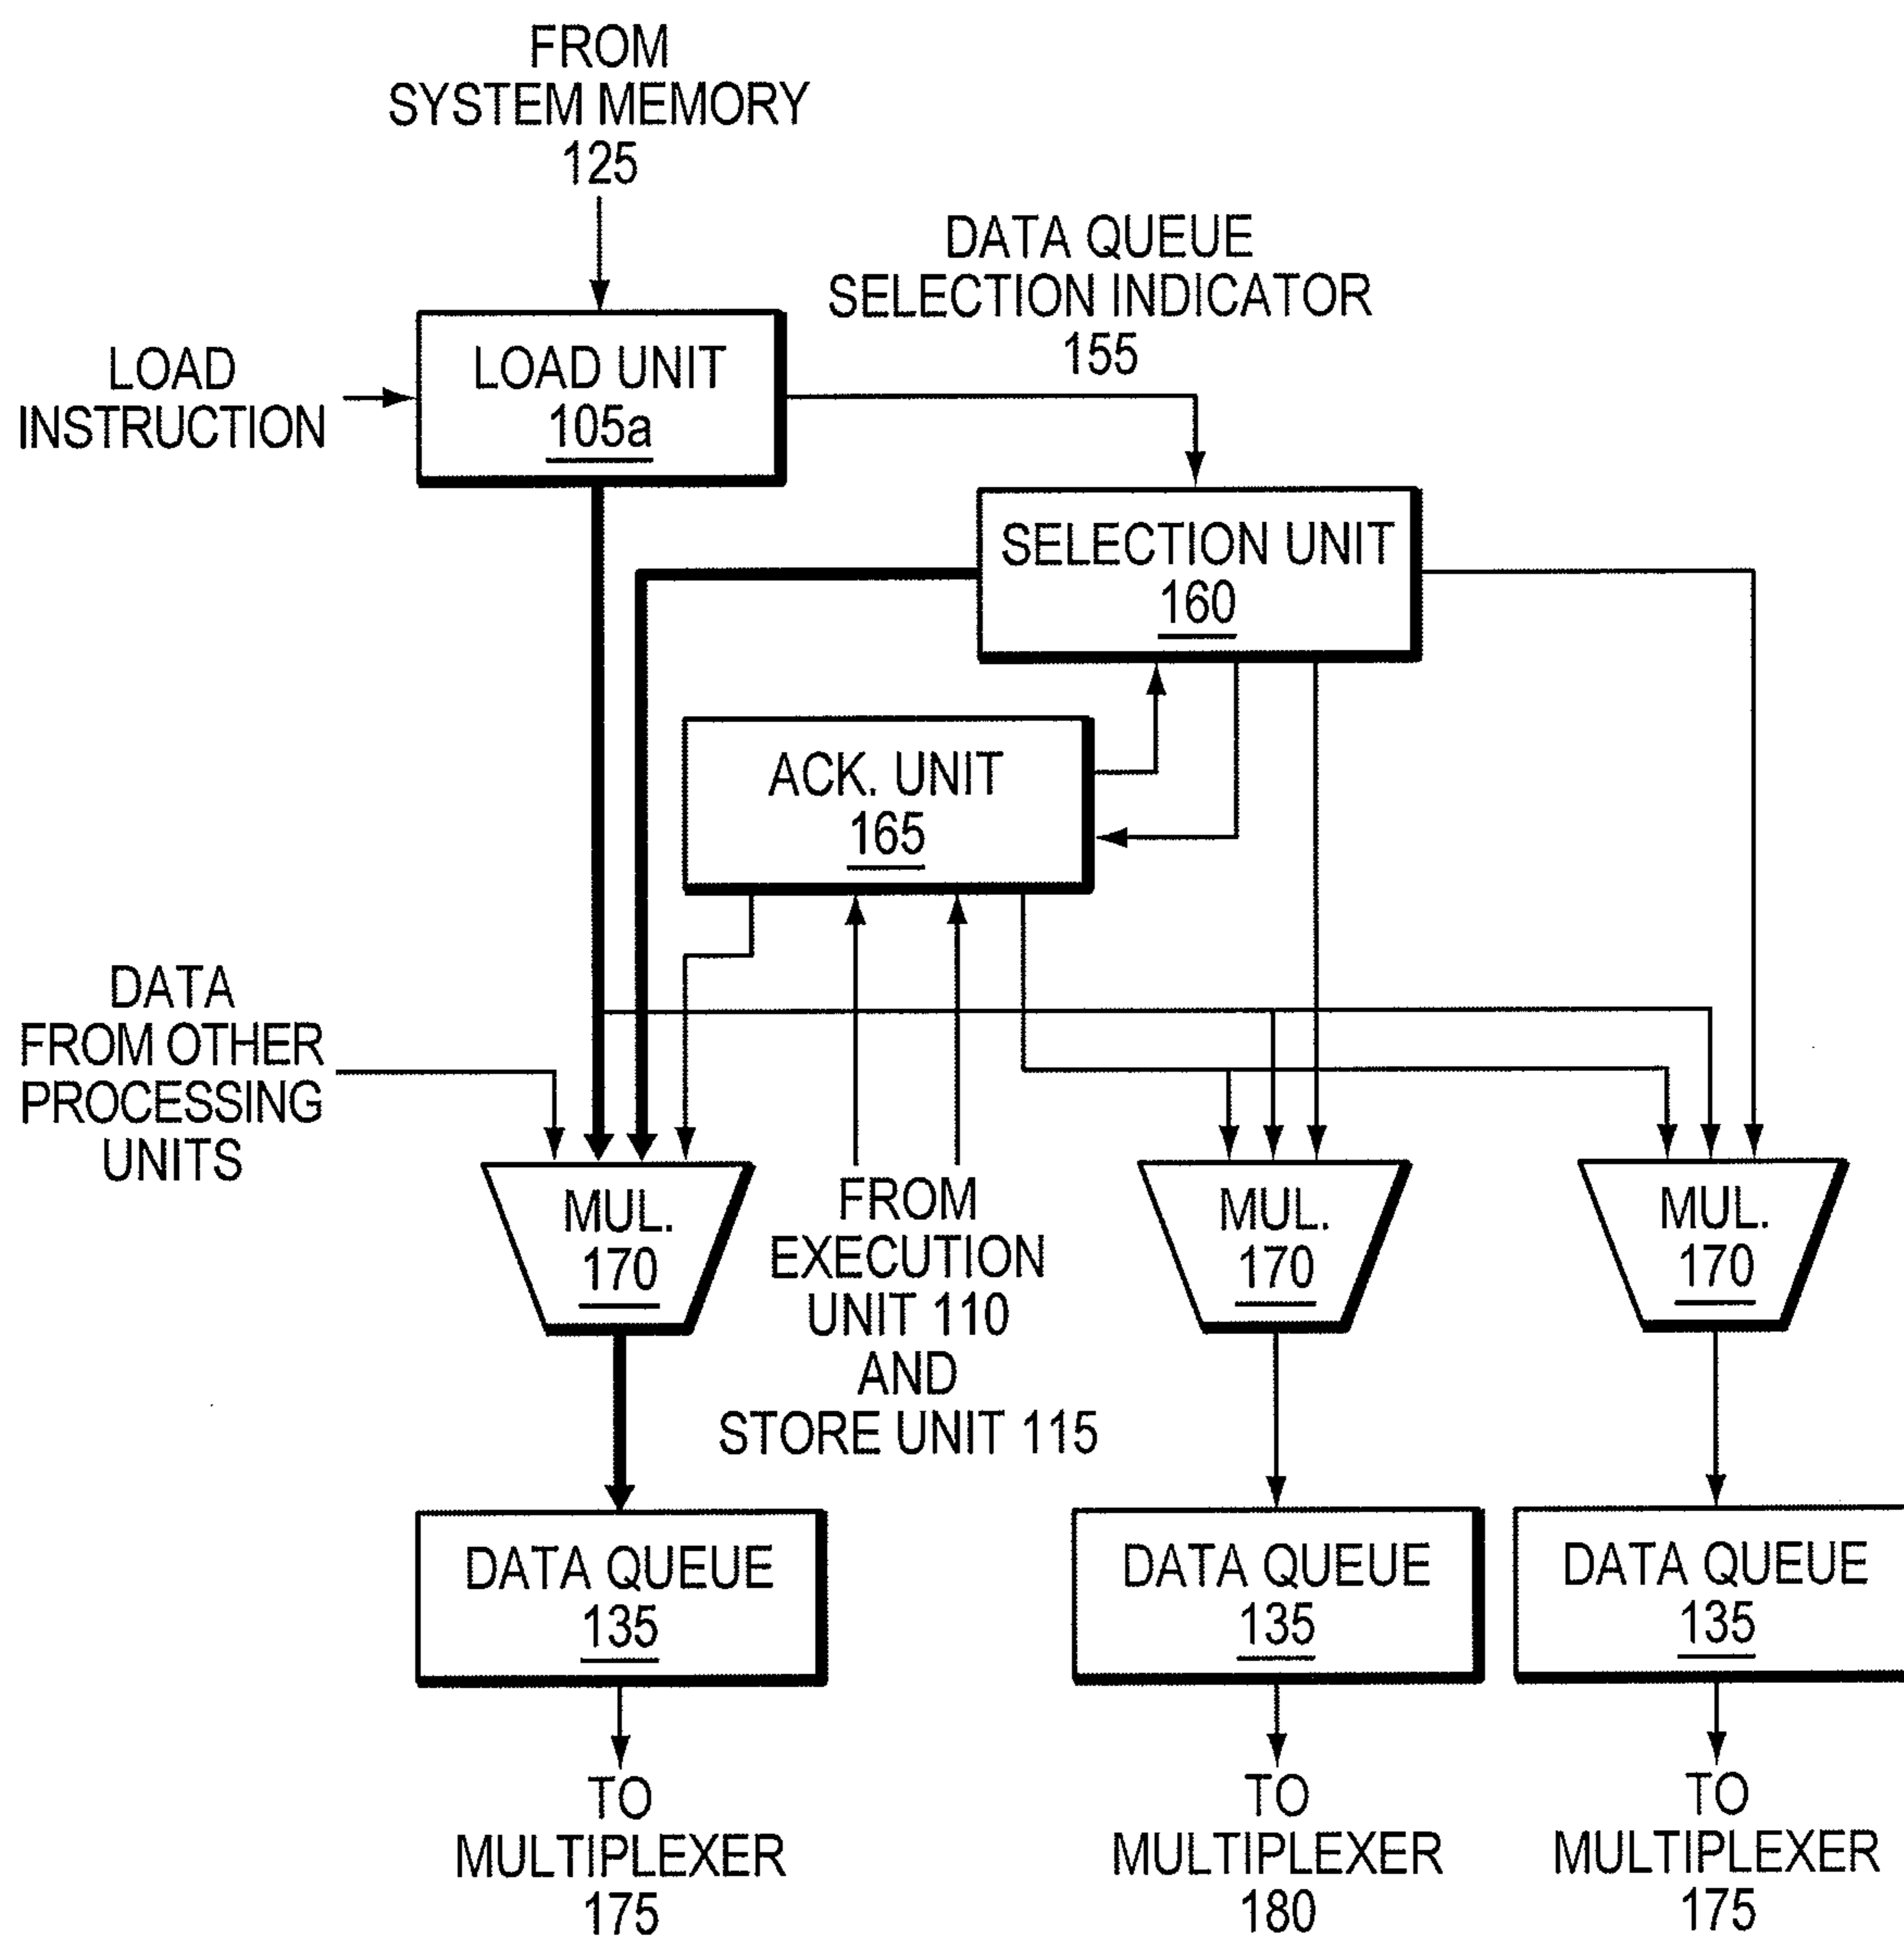 FROM
SYSTEM MEMORY
125
DATA QUEUE
SELECTION INDICATOR
155
LOAD
INSTRUCTION
LOAD UNIT
105a
SELECTION UNIT
160
ACK. UNIT
165
DATA
FROM OTHER
PROCESSING
UNITS
MUL.
170
FROM
EXECUTION
UNIT 110
AND
STORE UNIT 115
MUL.
170
MUL.
170
DATA QUEUE
135
DATA QUEUE
135
DATA QUEUE
135
TO
MULTIPLEXER
175
TO
MULTIPLEXER
180
TO
MULTIPLEXER
175